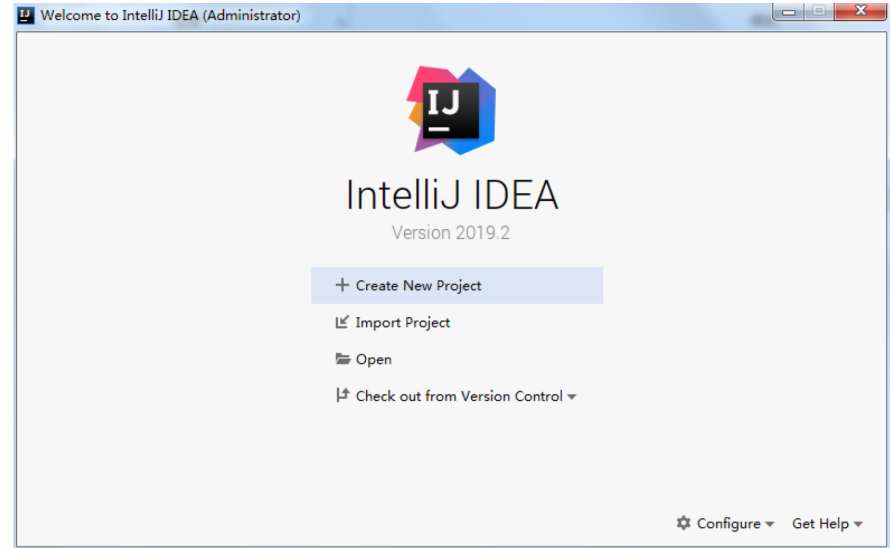 Welcome to IntelliJ IDEA (Administrator)
IJ
IntelliJ IDEA
Version 2019.2
Create New Project
Import Project
Open
Check out from Version Control
Configure Get Help